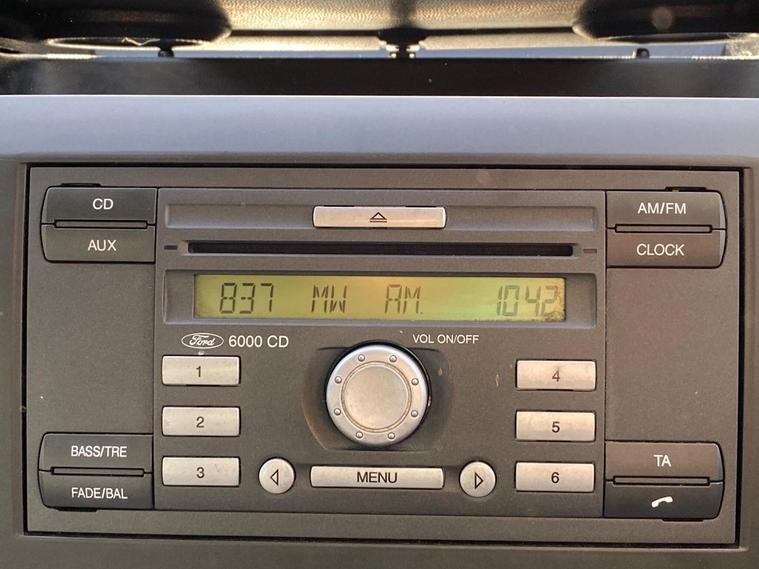 CD
AM/FM
AUX
CLOCK
837 MW AM 1042
Ford 6000 CD
VOL ON/OFF
1
4
2
5
BASS/TRE
TA
3
MENU
6
FADE/BAL